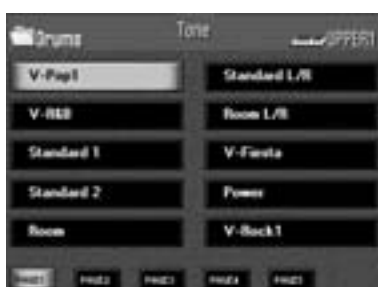 Drums
Tone
UPPER1
V-Pop1
Standard L/R
V-R&B
Room L/R
Standard 1
V-Fiesta
Standard 2
Power
Room
V-Rock1
PAGE1 PAGE2 PAGE3 PAGE4 PAGE5